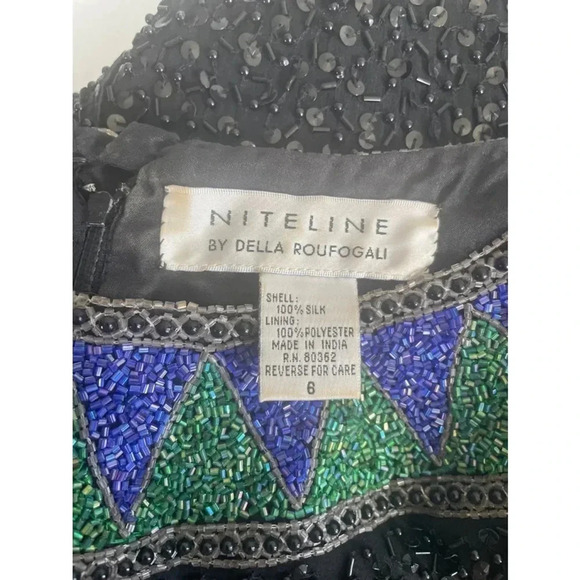 NITELINE
BY DELLA ROUFOGALI
SHELL:
100% SILK
LINING:
100% POLYESTER
MADE IN INDIA
R.N. 80362
REVERSE FOR CARE
6